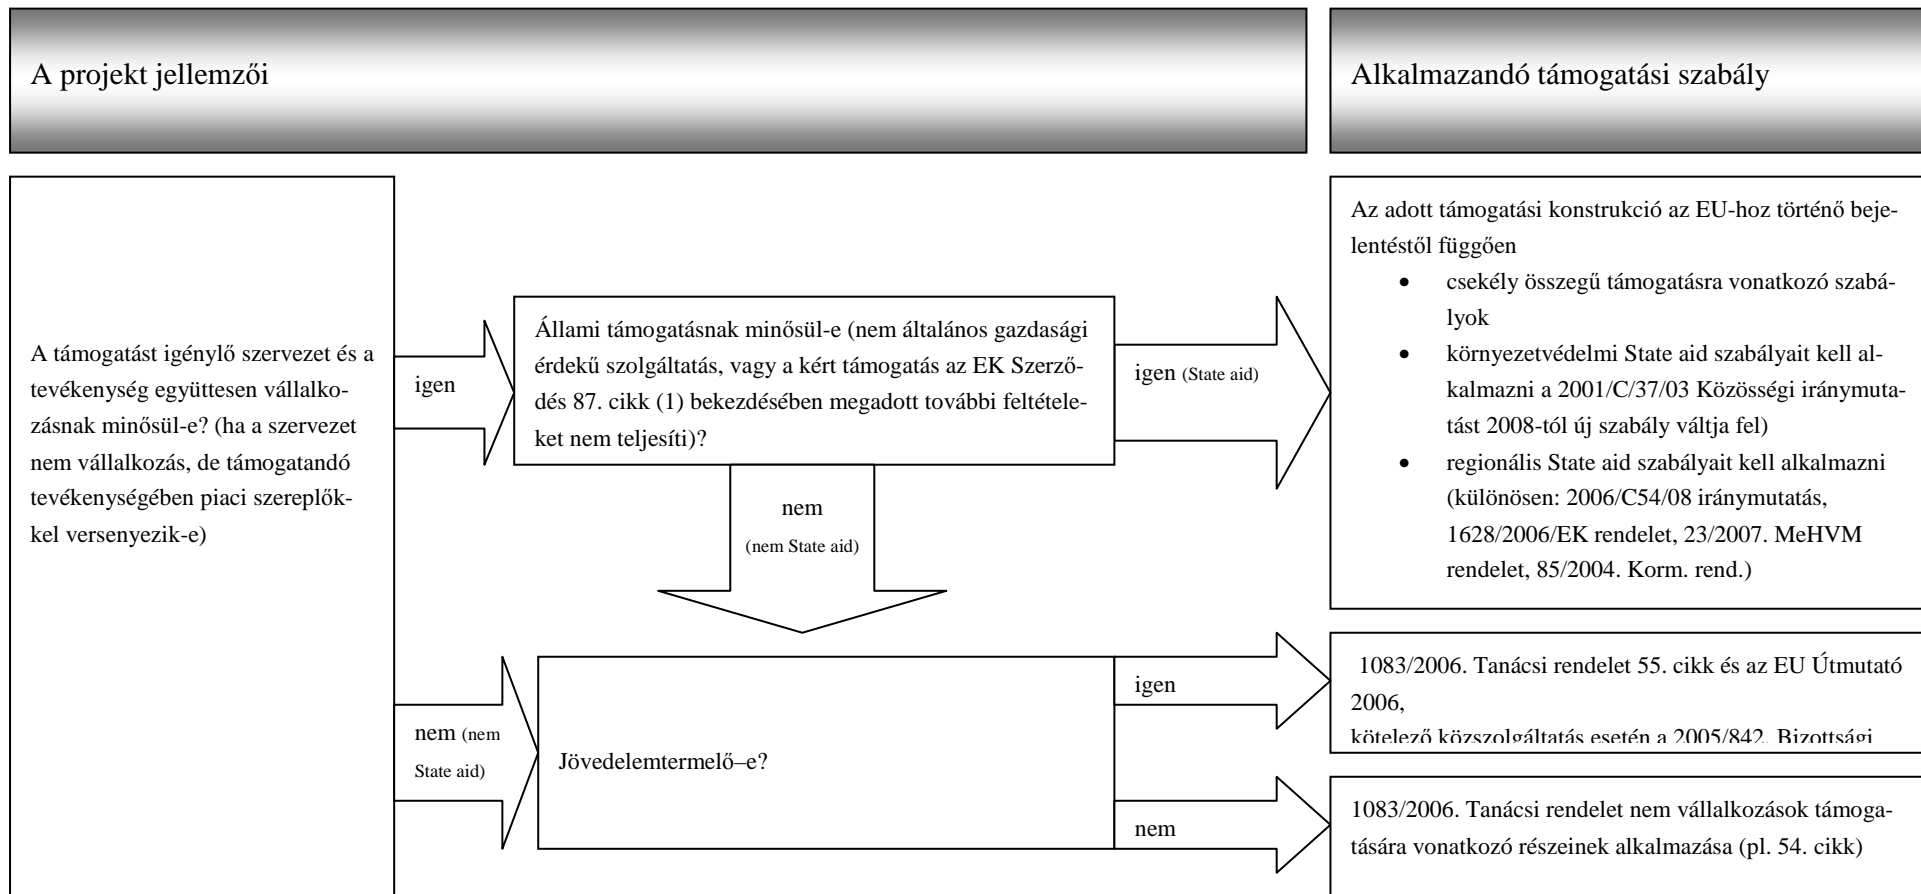 A projekt jellemzői
Alkalmazandó támogatási szabály
A támogatást igénylő szervezet és a
tevékenység együttesen vállalko-
zásnak minősül-e? (ha a szervezet
nem vállalkozás, de támogatandó
tevékenységében piaci szereplők-
kel versenyezik-e)
igen
Állami támogatásnak minősül-e (nem általános gazdasági
érdekű szolgáltatás, vagy a kért támogatás az EK Szerző-
dés 87. cikk (1) bekezdésében megadott további feltétele-
ket nem teljesíti)?
igen (State aid)
Az adott támogatási konstrukció az EU-hoz történő beje-
lentéstől függően
• csekély összegű támogatásra vonatkozó szabá-
lyok
• környezetvédelmi State aid szabályait kell al-
kalmazni a 2001/C/37/03 Közösségi iránymuta-
tást 2008-tól új szabály váltja fel)
• regionális State aid szabályait kell alkalmazni
(különösen: 2006/C54/08 iránymutatás,
1628/2006/EK rendelet, 23/2007. MeHVM
rendelet, 85/2004. Korm. rend.)
nem
(nem State aid)
nem (nem
State aid)
Jövedelemtermelő–e?
igen
1083/2006. Tanácsi rendelet 55. cikk és az EU Útmutató
2006,
kötelező közszolgáltatás esetén a 2005/842. Bizottsági
nem
1083/2006. Tanácsi rendelet nem vállalkozások támoga-
tására vonatkozó részeinek alkalmazása (pl. 54. cikk)